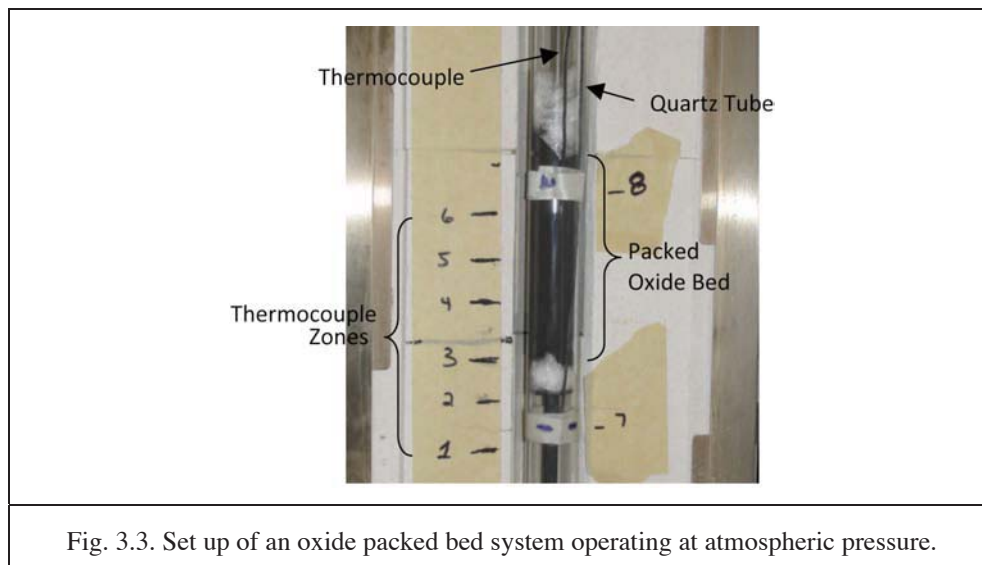 Thermocouple
Quartz Tube
8
6
5
4
3
2
1
7
Packed
Oxide Bed
Thermocouple
Zones
Fig. 3.3. Set up of an oxide packed bed system operating at atmospheric pressure.